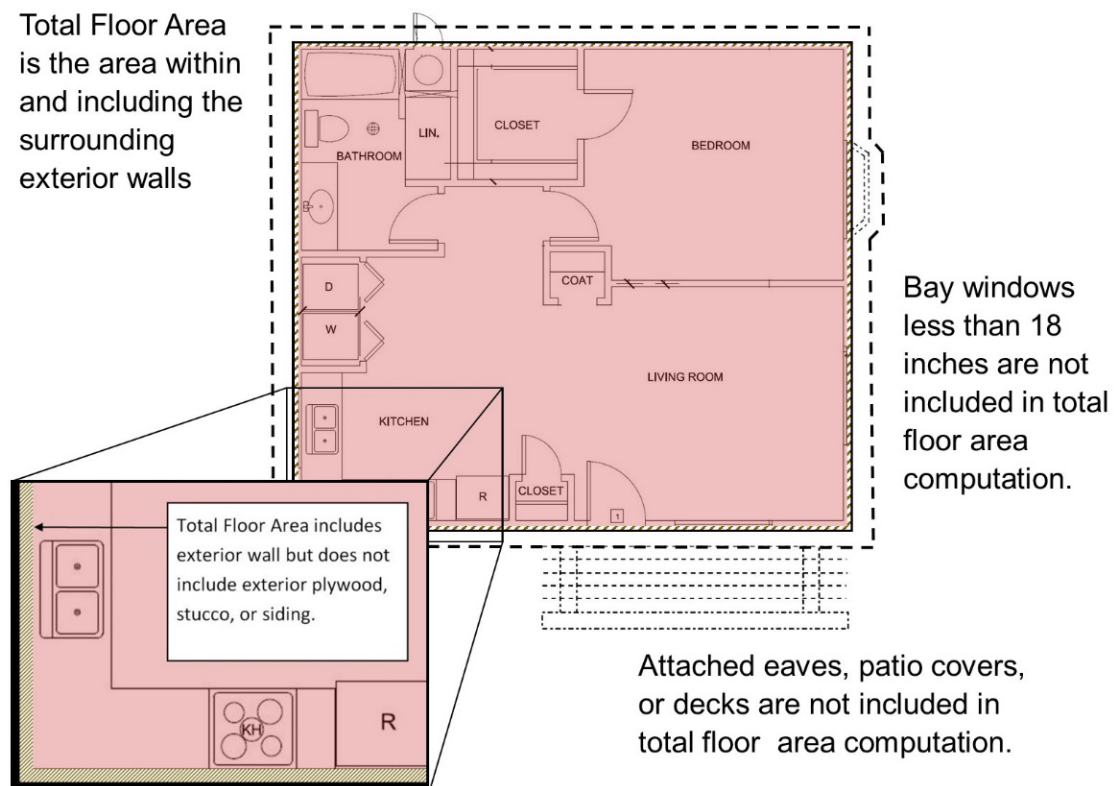 Total Floor Area
is the area within
and including the
surrounding
exterior walls
LIN.
CLOSET
BEDROOM
BATHROOM
COAT
D
W
LIVING ROOM
KITCHEN
R
CLOSET
1
Bay windows
less than 18
inches are not
included in total
floor area
computation.
Total Floor Area includes
exterior wall but does not
include exterior plywood,
stucco, or siding.
KH
R
Attached eaves, patio covers,
or decks are not included in
total floor area computation.